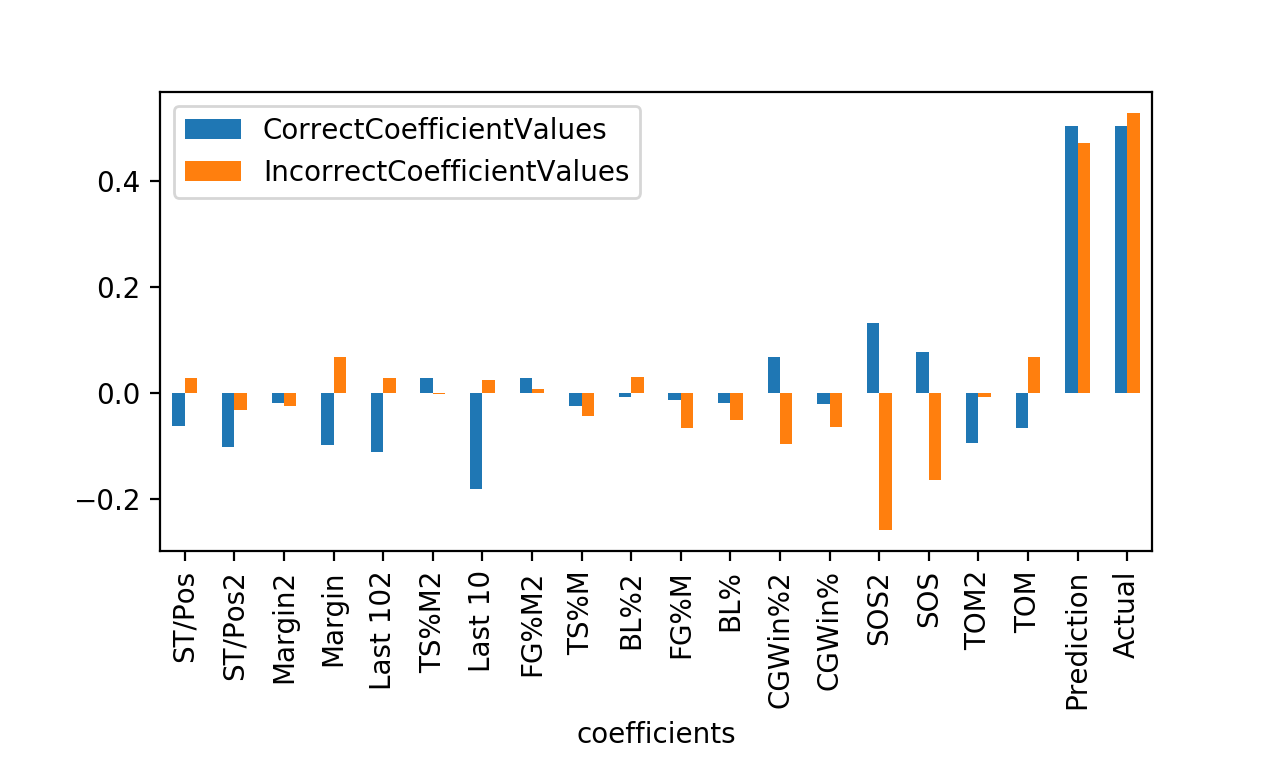 CorrectCoefficientValues
IncorrectCoefficientValues
0.4
0.2
0.0
−0.2
ST/Pos
ST/Pos2
Margin2
Margin
Last 102
TS%M2
Last 10
FG%M2
TS%M
BL%2
FG%M
BL%
CGWin%2
CGWin%
SOS2
SOS
TOM2
TOM
Prediction
Actual
coefficients